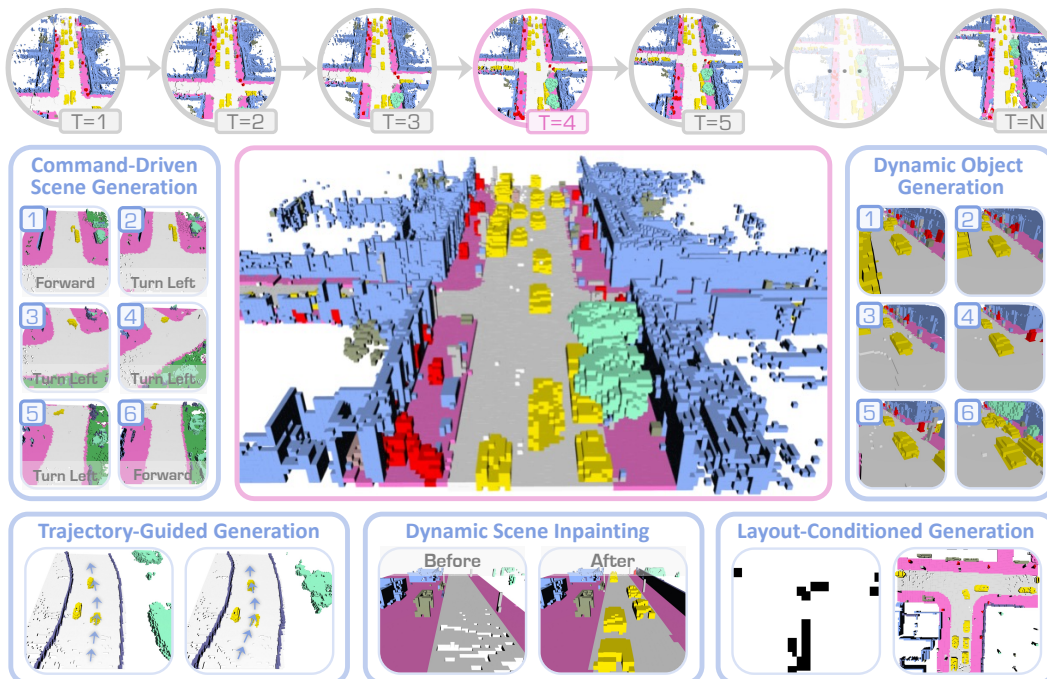 T=1
T=2
T=3
T=4
T=5
T=N
Command-Driven
Scene Generation
1
2
Forward
Turn Left
3
4
Turn Left
Turn Left
5
6
Turn Left
Forward
Dynamic Object
Generation
1
2
3
4
5
6
Trajectory-Guided Generation
Dynamic Scene Inpainting
Before
After
Layout-Conditioned Generation